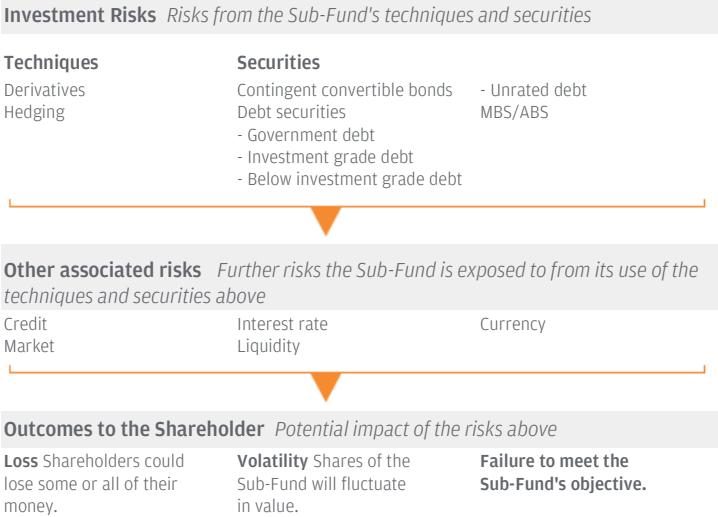 Investment Risks Risks from the Sub-Fund's techniques and securities
Techniques
Derivatives
Hedging
Securities
Contingent convertible bonds
Debt securities
- Government debt
- Investment grade debt
- Below investment grade debt
- Unrated debt
MBS/ABS
Other associated risks Further risks the Sub-Fund is exposed to from its use of the
techniques and securities above
Credit
Market
Interest rate
Liquidity
Currency
Outcomes to the Shareholder Potential impact of the risks above
Loss Shareholders could
lose some or all of their
money.
Volatility Shares of the
Sub-Fund will fluctuate
in value.
Failure to meet the
Sub-Fund's objective.